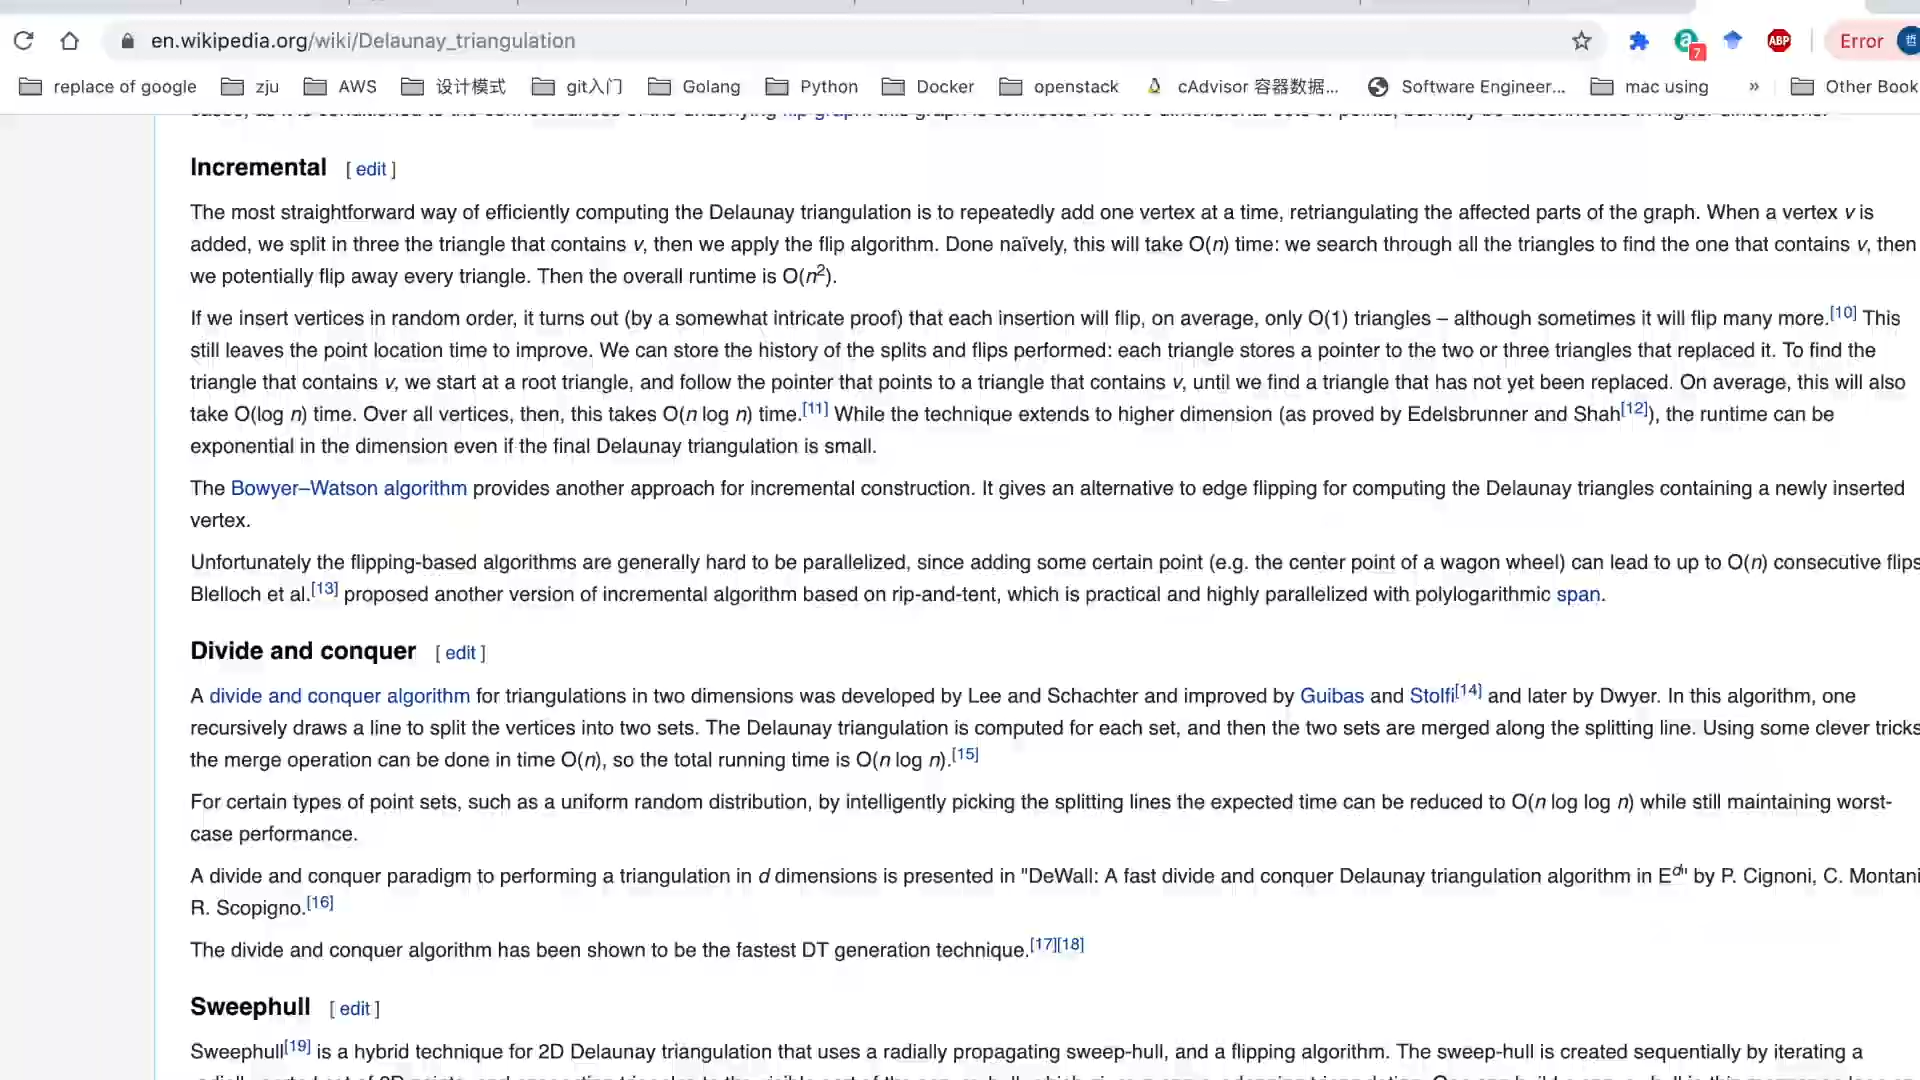 en.wikipedia.org/wiki/Delaunay_triangulation 7 ABP Error 哲
replace of google zju AWS 设计模式 git入门 Golang Python Docker openstack cAdvisor 容器数据... Software Engineer... mac using » Other Book
Incremental [ edit ]
The most straightforward way of efficiently computing the Delaunay triangulation is to repeatedly add one vertex at a time, retriangulating the affected parts of the graph. When a vertex v is
added, we split in three the triangle that contains v, then we apply the flip algorithm. Done naïvely, this will take O(n) time: we search through all the triangles to find the one that contains v, then
we potentially flip away every triangle. Then the overall runtime is O(n²).
If we insert vertices in random order, it turns out (by a somewhat intricate proof) that each insertion will flip, on average, only O(1) triangles – although sometimes it will flip many more.[10] This
still leaves the point location time to improve. We can store the history of the splits and flips performed: each triangle stores a pointer to the two or three triangles that replaced it. To find the
triangle that contains v, we start at a root triangle, and follow the pointer that points to a triangle that contains v, until we find a triangle that has not yet been replaced. On average, this will also
take O(log n) time. Over all vertices, then, this takes O(n log n) time.[11] While the technique extends to higher dimension (as proved by Edelsbrunner and Shah[12]), the runtime can be
exponential in the dimension even if the final Delaunay triangulation is small.
The Bowyer–Watson algorithm provides another approach for incremental construction. It gives an alternative to edge flipping for computing the Delaunay triangles containing a newly inserted
vertex.
Unfortunately the flipping-based algorithms are generally hard to be parallelized, since adding some certain point (e.g. the center point of a wagon wheel) can lead to up to O(n) consecutive flips
Blelloch et al.[13] proposed another version of incremental algorithm based on rip-and-tent, which is practical and highly parallelized with polylogarithmic span.
Divide and conquer [ edit ]
A divide and conquer algorithm for triangulations in two dimensions was developed by Lee and Schachter and improved by Guibas and Stolfi[14] and later by Dwyer. In this algorithm, one
recursively draws a line to split the vertices into two sets. The Delaunay triangulation is computed for each set, and then the two sets are merged along the splitting line. Using some clever tricks
the merge operation can be done in time O(n), so the total running time is O(n log n).[15]
For certain types of point sets, such as a uniform random distribution, by intelligently picking the splitting lines the expected time can be reduced to O(n log log n) while still maintaining worst-
case performance.
A divide and conquer paradigm to performing a triangulation in d dimensions is presented in "DeWall: A fast divide and conquer Delaunay triangulation algorithm in Eᵈ" by P. Cignoni, C. Montani
R. Scopigno.[16]
The divide and conquer algorithm has been shown to be the fastest DT generation technique.[17][18]
Sweephull [ edit ]
Sweephull[19] is a hybrid technique for 2D Delaunay triangulation that uses a radially propagating sweep-hull, and a flipping algorithm. The sweep-hull is created sequentially by iterating a